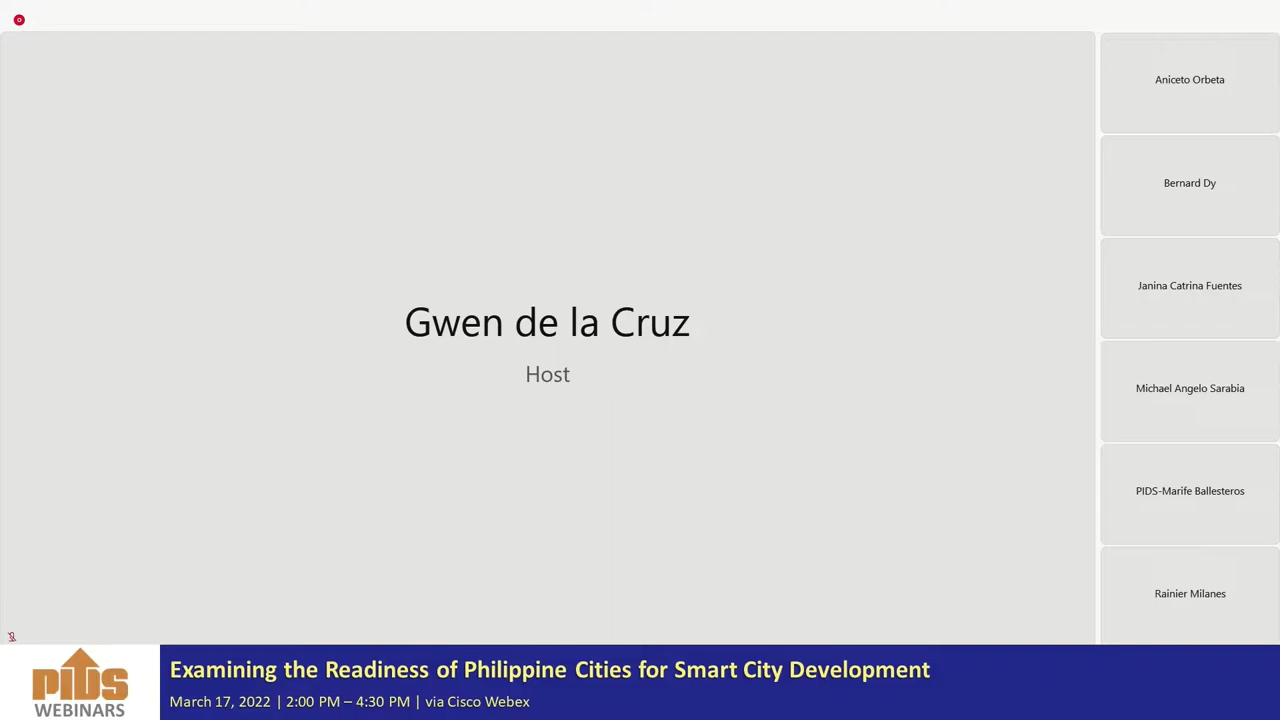 Gwen de la Cruz
Host
Aniceto Orbeta
Bernard Dy
Janina Catrina Fuentes
Michael Angelo Sarabia
PIDS-Marife Ballesteros
Rainier Milanes
PIDS
WEBINARS
Examining the Readiness of Philippine Cities for Smart City Development
March 17, 2022 | 2:00 PM – 4:30 PM | via Cisco Webex